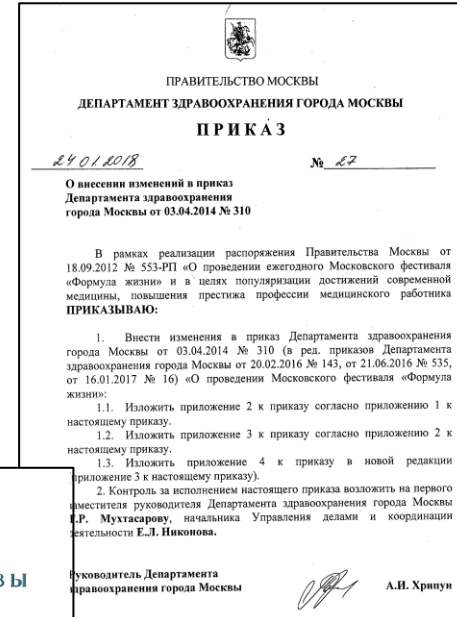 ПРАВИТЕЛЬСТВО МОСКВЫ
ДЕПАРТАМЕНТ ЗДРАВООХРАНЕНИЯ ГОРОДА МОСКВЫ
ПРИКАЗ
24 01 2018 № 27
О внесении изменений в приказ
Департамента здравоохранения
города Москвы от 03.04.2014 № 310
В рамках реализации распоряжения Правительства Москвы от
18.09.2012 № 553-РП «О проведении ежегодного Московского фестиваля
«Формула жизни» и в целях популяризации достижений современной
медицины, повышения престижа профессии медицинского работника
ПРИКАЗЫВАЮ:
1. Внести изменения в приказ Департамента здравоохранения
города Москвы от 03.04.2014 № 310 (в ред. приказов Департамента
здравоохранения города Москвы от 20.02.2016 № 143, от 21.06.2016 № 535,
от 16.01.2017 № 16) «О проведении Московского фестиваля «Формула
жизни»:
1.1. Изложить приложение 2 к приказу согласно приложению 1 к
настоящему приказу.
1.2. Изложить приложение 3 к приказу согласно приложению 2 к
настоящему приказу.
1.3. Изложить приложение 4 к приказу в новой редакции
приложение 3 к настоящему приказу).
2. Контроль за исполнением настоящего приказа возложить на первого
заместителя руководителя Департамента здравоохранения города Москвы
Е.Р. Мухтасарову, начальника Управления делами и координации
деятельности Е.Л. Никонова.
Руководитель Департамента
здравоохранения города Москвы А.И. Хрипун
ВЫ